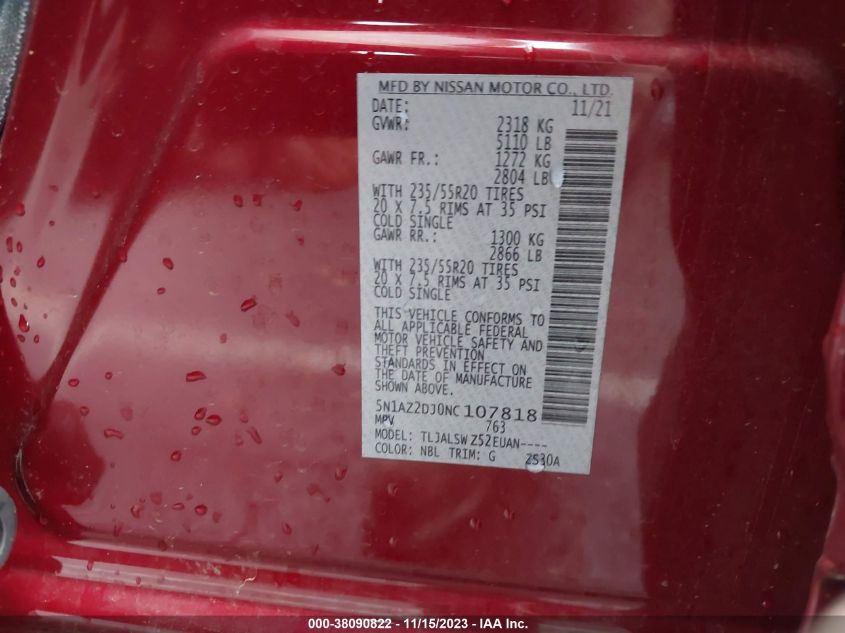 MFD BY NISSAN MOTOR CO., LTD.
DATE: 11/21
GVWR: 2318 KG
5110 LB
GAWR FR.: 1272 KG
2804 LB
WITH 235/55R20 TIRES
20 X 7.5 RIMS AT 35 PSI
COLD SINGLE
GAWR RR.: 1300 KG
2866 LB
WITH 235/55R20 TIRES
20 X 7.5 RIMS AT 35 PSI
COLD SINGLE
THIS VEHICLE CONFORMS TO
ALL APPLICABLE FEDERAL
MOTOR VEHICLE SAFETY AND
THEFT PREVENTION
STANDARDS IN EFFECT ON
THE DATE OF MANUFACTURE
SHOWN ABOVE.
5N1AZ2DJ0NC107818
MPV 763
MODEL: TLJALSW Z52EUAN----
COLOR: NBL TRIM: G Z530A
000-38090822 - 11/15/2023 - IAA Inc.